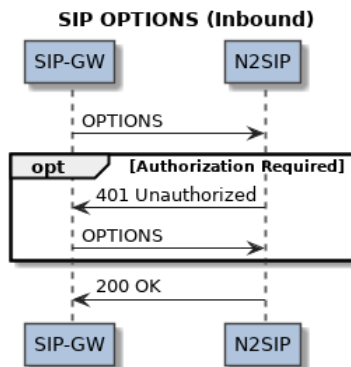 SIP OPTIONS (Inbound)
SIP-GW N2SIP
OPTIONS
opt [Authorization Required]
401 Unauthorized
OPTIONS
200 OK
SIP-GW N2SIP